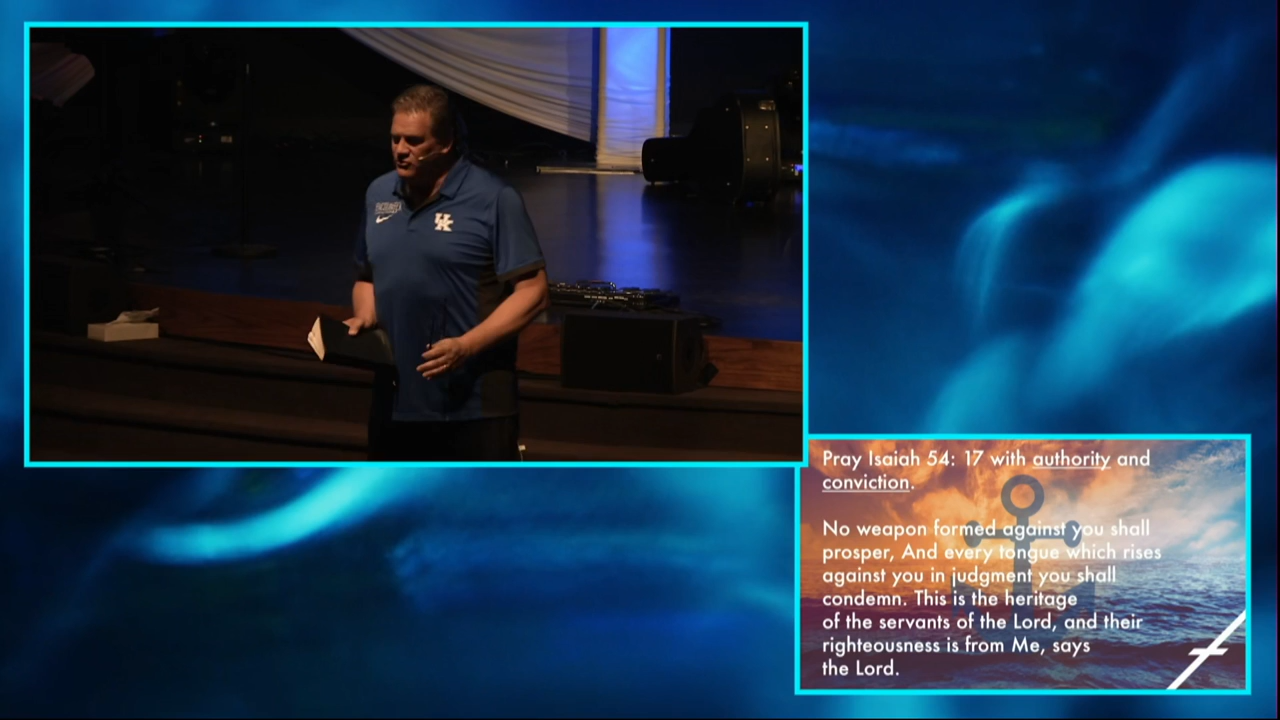 UK
Pray Isaiah 54: 17 with authority and
conviction.
No weapon formed against you shall
prosper, And every tongue which rises
against you in judgment you shall
condemn. This is the heritage
of the servants of the Lord, and their
righteousness is from Me, says
the Lord.